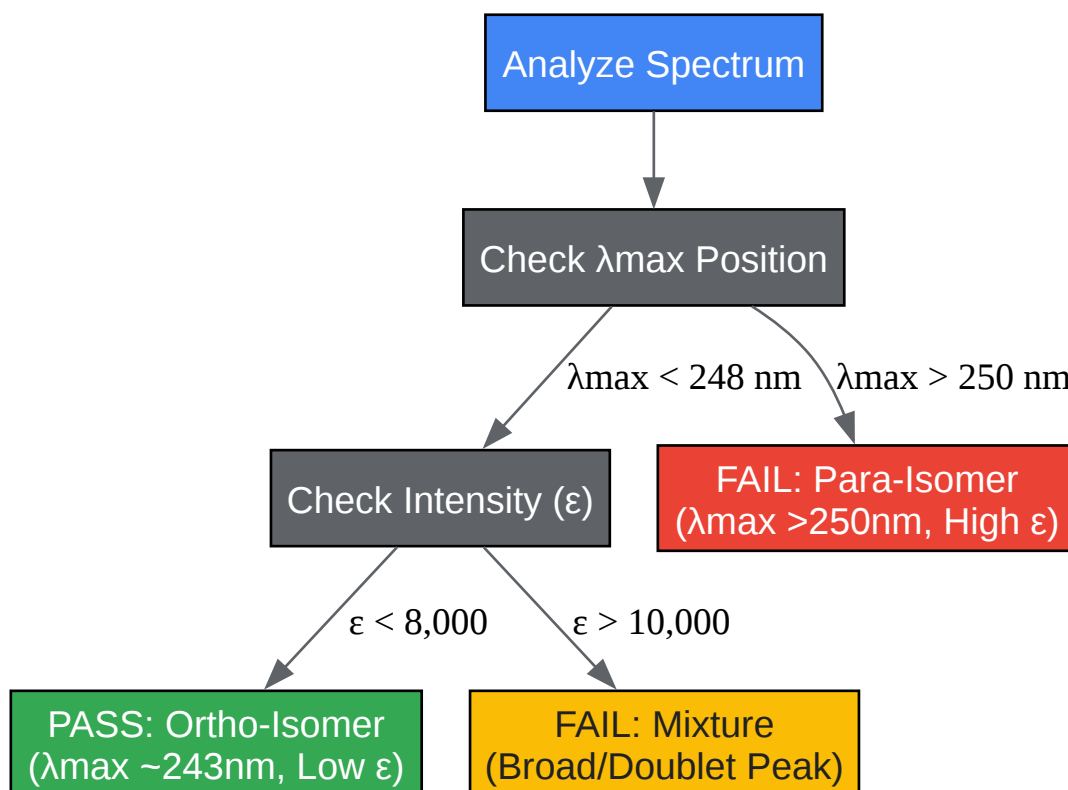 Analyze Spectrum
Check λmax Position
λmax < 248 nm
λmax > 250 nm
Check Intensity (ε)
FAIL: Para-Isomer
(λmax >250nm, High ε)
ε < 8,000
ε > 10,000
PASS: Ortho-Isomer
(λmax ~243nm, Low ε)
FAIL: Mixture
(Broad/Doublet Peak)